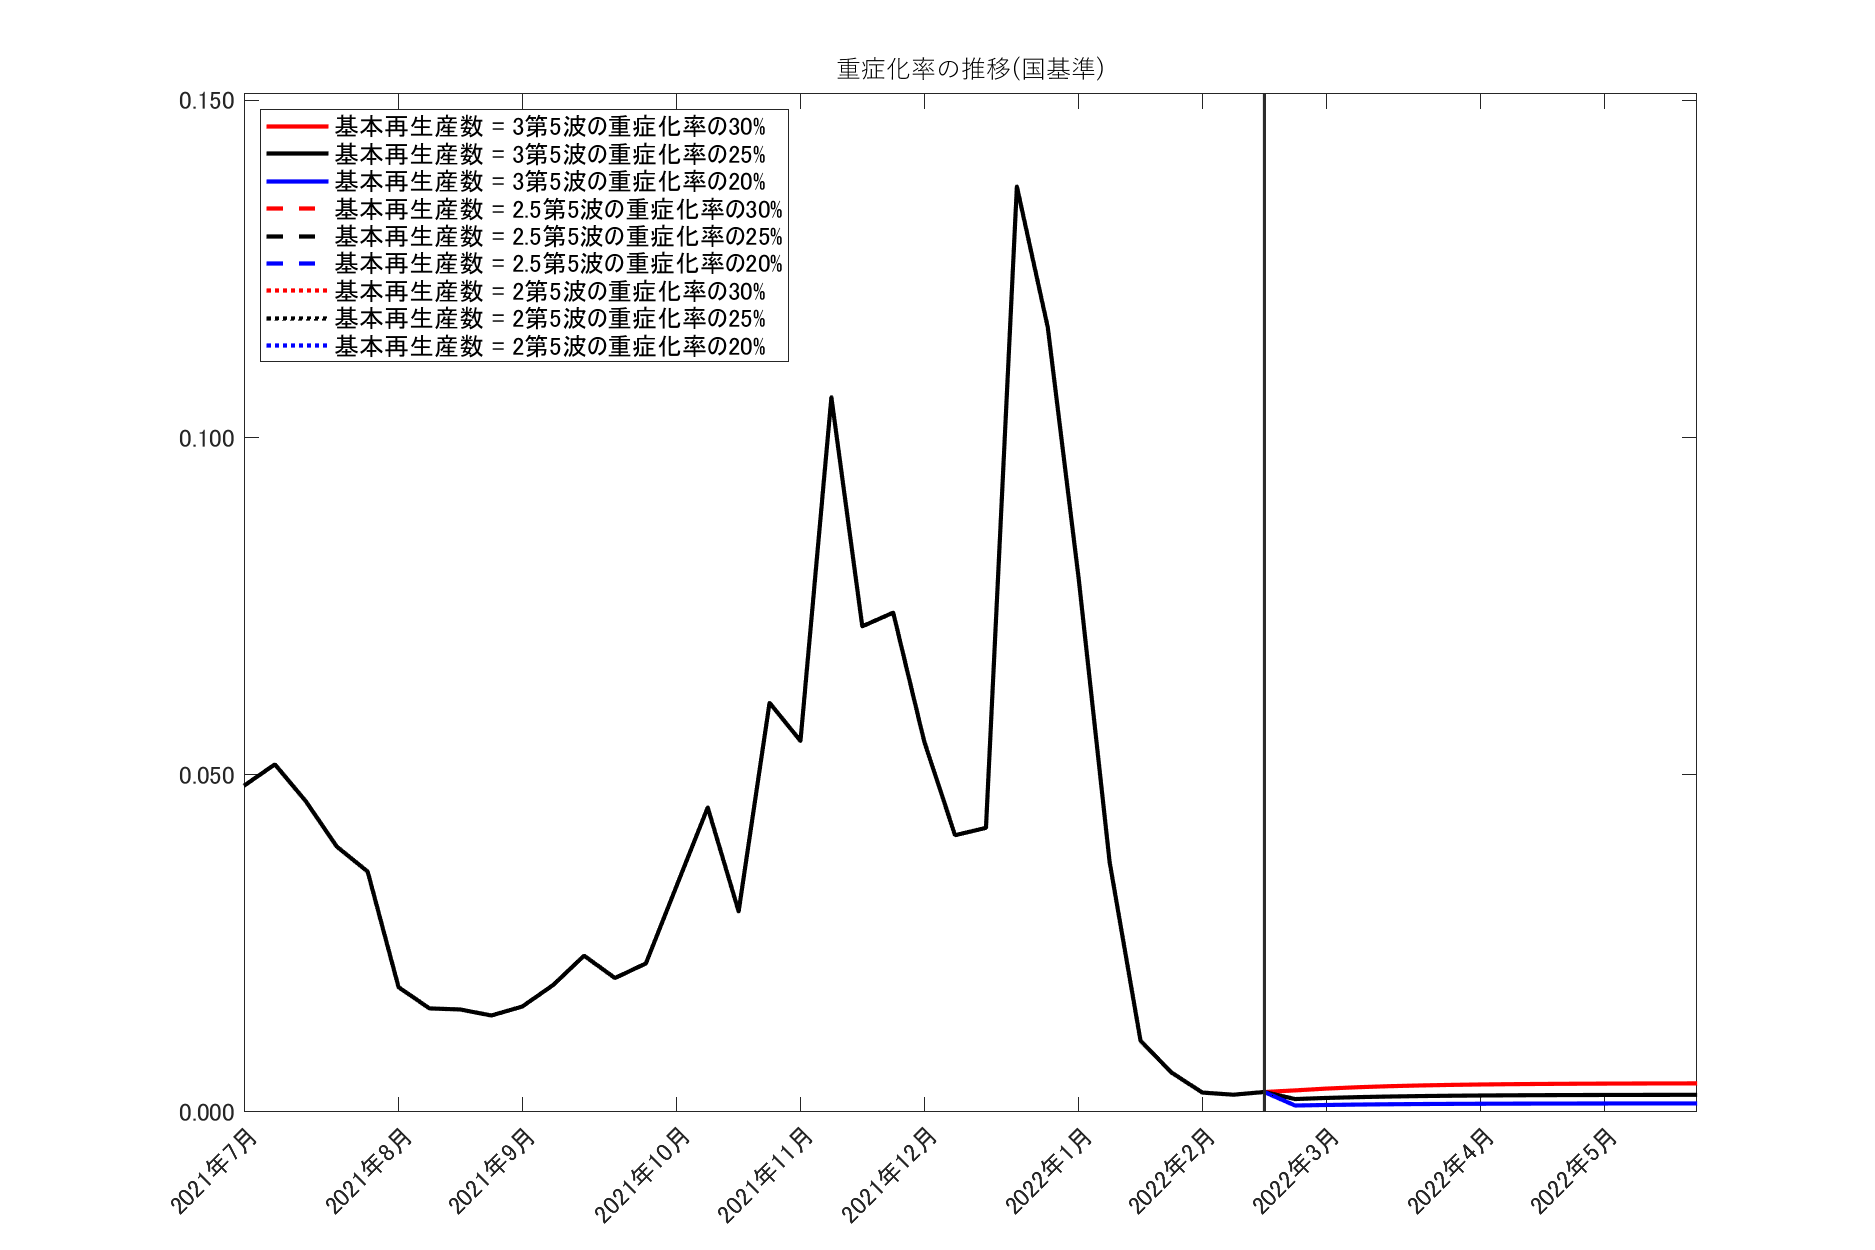 重症化率の推移(国基準)
0.150
0.100
0.050
0.000
基本再生産数 = 3第5波の重症化率の30%
基本再生産数 = 3第5波の重症化率の25%
基本再生産数 = 3第5波の重症化率の20%
基本再生産数 = 2.5第5波の重症化率の30%
基本再生産数 = 2.5第5波の重症化率の25%
基本再生産数 = 2.5第5波の重症化率の20%
基本再生産数 = 2第5波の重症化率の30%
基本再生産数 = 2第5波の重症化率の25%
基本再生産数 = 2第5波の重症化率の20%
2021年7月
2021年8月
2021年9月
2021年10月
2021年11月
2021年12月
2022年1月
2022年2月
2022年3月
2022年4月
2022年5月